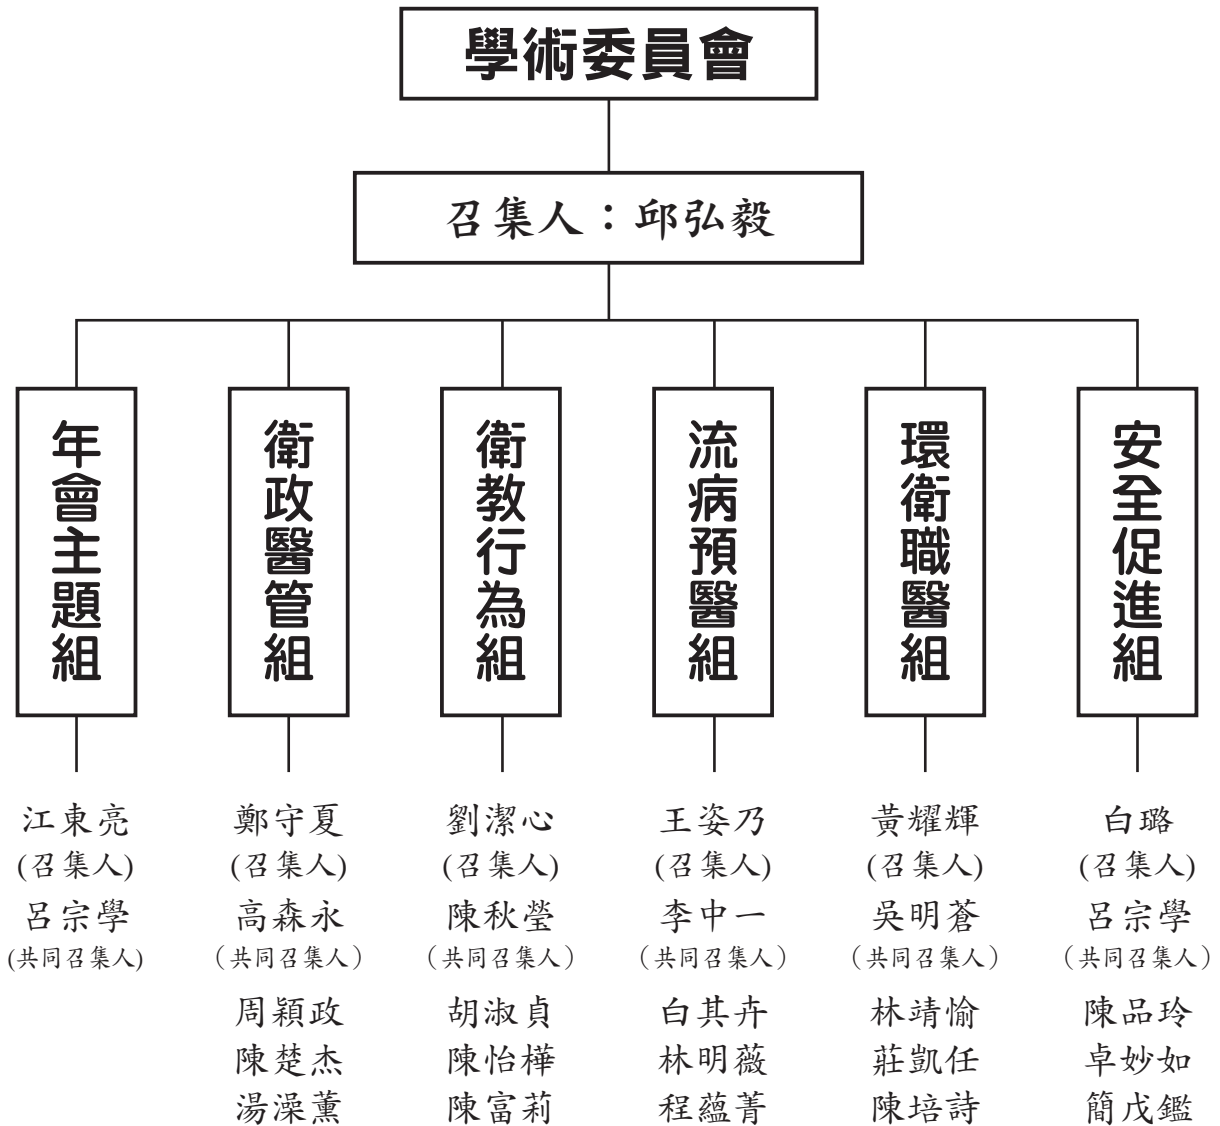 學術委員會
召集人：邱弘毅
年會主題組
衛政醫管組
衛教行為組
流病預醫組
環衛職醫組
安全促進組
江東亮
(召集人)
呂宗學
(共同召集人)
鄭守夏
(召集人)
高森永
（共同召集人）
周穎政
陳楚杰
湯澡薰
劉潔心
(召集人)
陳秋瑩
（共同召集人）
胡淑貞
陳怡樺
陳富莉
王姿乃
(召集人)
李中一
（共同召集人）
白其卉
林明薇
程蘊菁
黃耀輝
(召集人)
吳明蒼
（共同召集人）
林靖愉
莊凱任
陳培詩
白璐
(召集人)
呂宗學
（共同召集人）
陳品玲
卓妙如
簡戊鑑